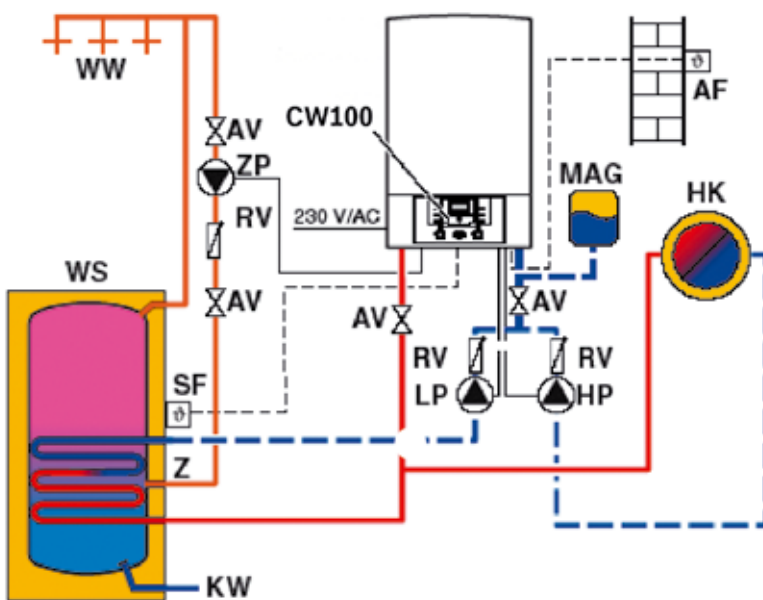 WW
AV
ZP
RV
AV
WS
SF
Z
KW
CW100
230 V/AC
AV
AV
RV
RV
LP
HP
MAG
HK
AF
ϑ
ϑ